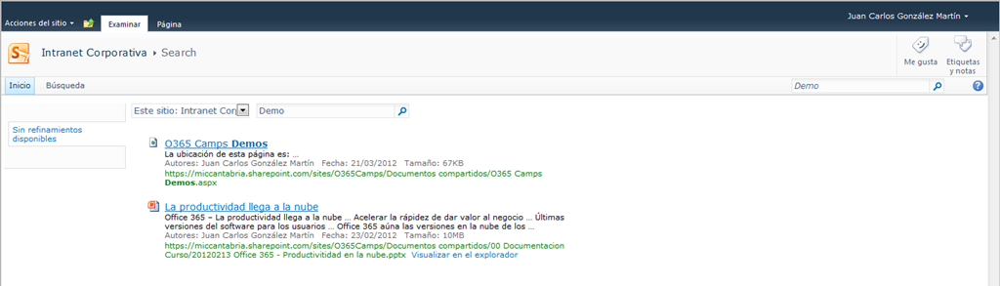 Acciones del sitio Examinar Página Juan Carlos González Martín
Intranet Corporativa Search
Me gusta Etiquetas y notas
Inicio Búsqueda Demo
Este sitio: Intranet Cor Demo
Sin refinamientos
disponibles
O365 Camps Demos
La ubicación de esta página es: ...
Autores: Juan Carlos González Martín Fecha: 21/03/2012 Tamaño: 67KB
https://miccantabria.sharepoint.com/sites/O365Camps/Documentos compartidos/O365 Camps
Demos.aspx
La productividad llega a la nube
Office 365 – La productividad llega a la nube ... Acelerar la rápidez de dar valor al negocio ... Últimas
versiones del software para los usuarios ... Office 365 aúna las versiones en la nube de los ...
Autores: Juan Carlos González Martín Fecha: 23/02/2012 Tamaño: 10MB
https://miccantabria.sharepoint.com/sites/O365Camps/Documentos compartidos/00 Documentacion
Curso/20120213 Office 365 - Productivitidad en la nube.pptx Visualizar en el explorador